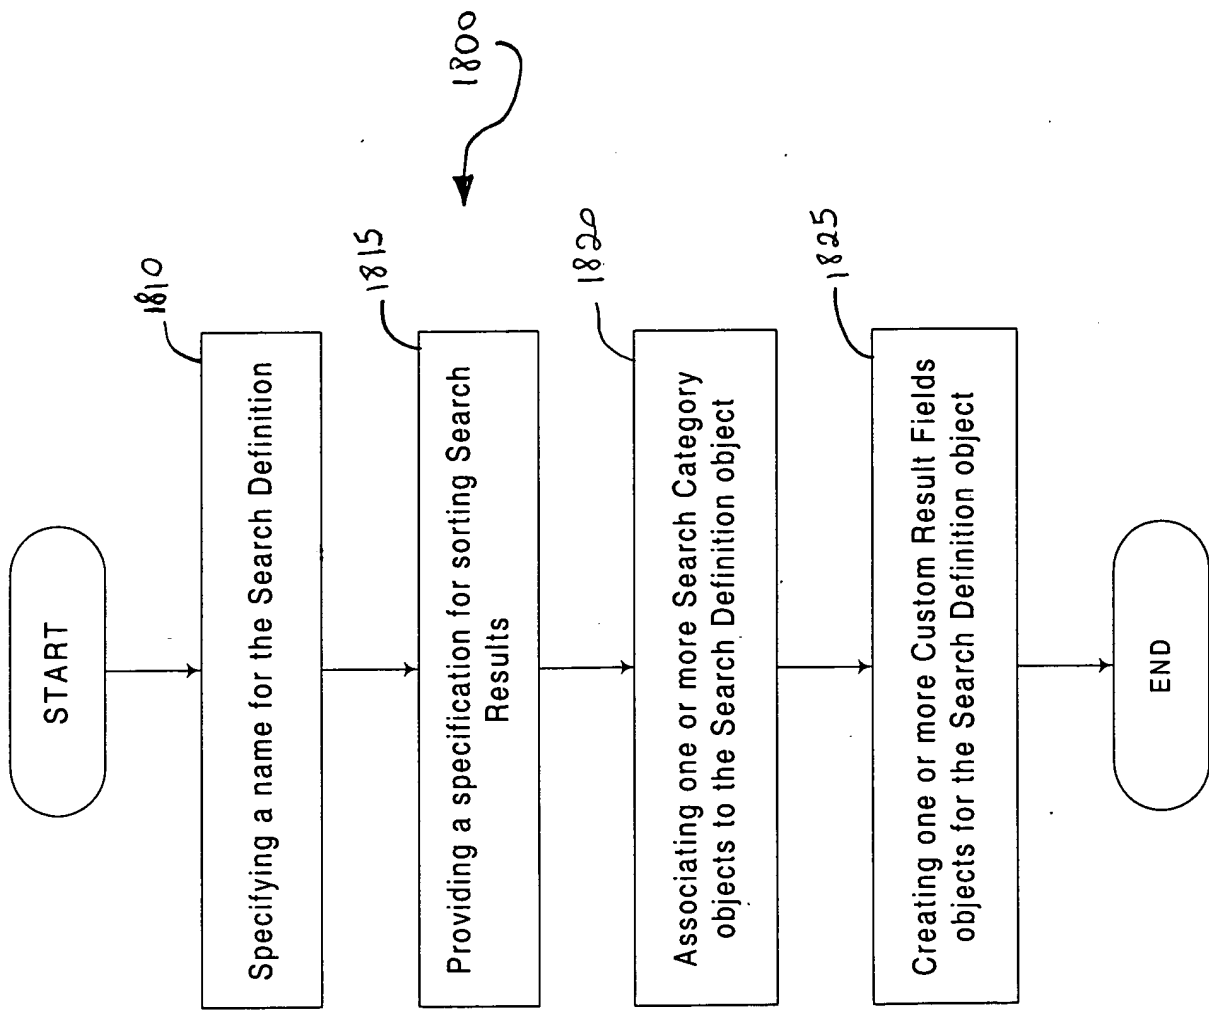 START
1810
Specifying a name for the Search Definition
1815
Providing a specification for sorting Search
Results
1800
1820
Associating one or more Search Category
objects to the Search Definition object
1825
Creating one or more Custom Result Fields
objects for the Search Definition object
END